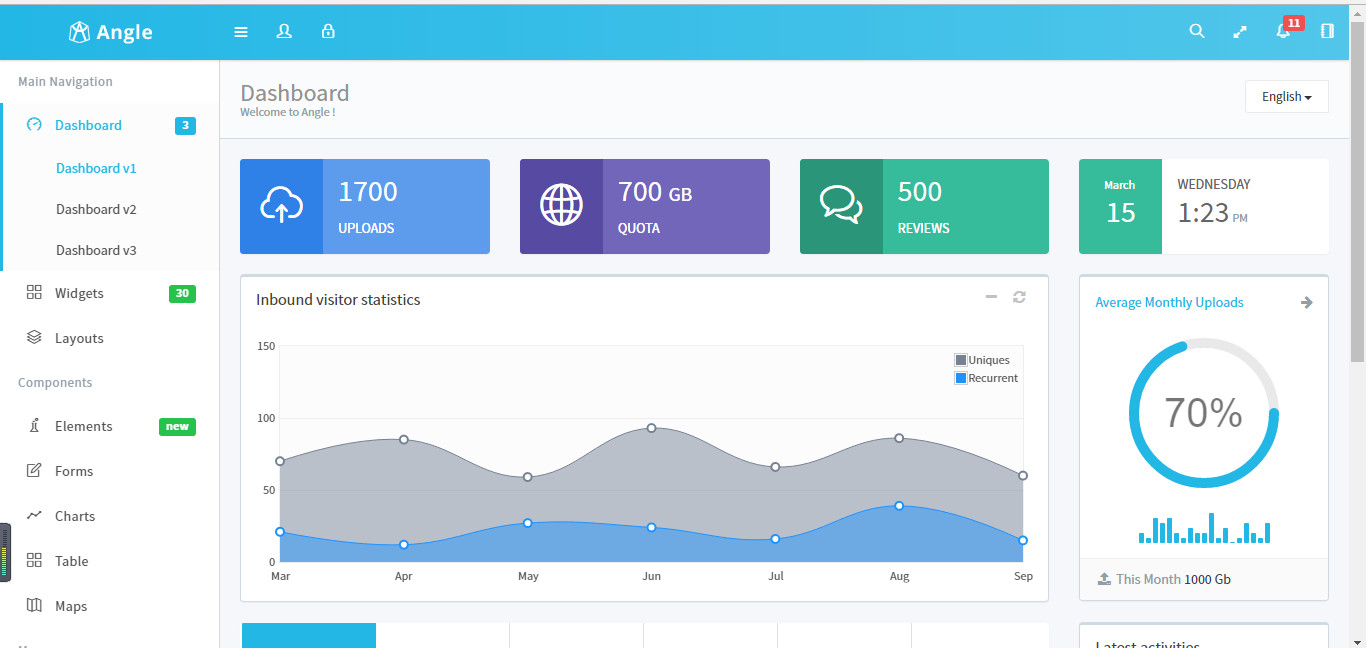 Angle
11
Main Navigation
Dashboard 3
Dashboard v1
Dashboard v2
Dashboard v3
Widgets 30
Layouts
Components
Elements new
Forms
Charts
Table
Maps
Dashboard
Welcome to Angle !
English
1700
UPLOADS
700 GB
QUOTA
500
REVIEWS
March
15
WEDNESDAY
1:23 PM
Inbound visitor statistics
150
100
50
0
Uniques
Recurrent
Mar Apr May Jun Jul Aug Sep
Average Monthly Uploads
70%
This Month 1000 Gb
Latest activities